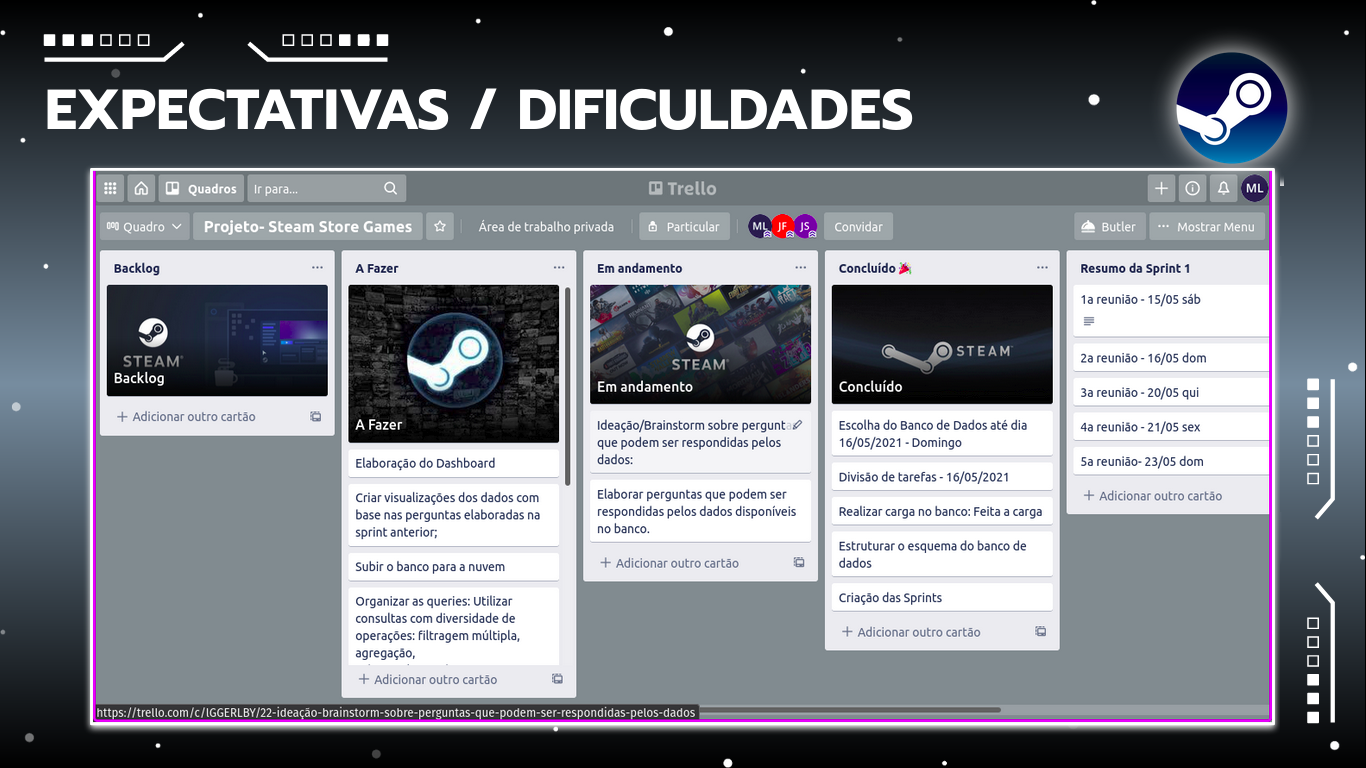 EXPECTATIVAS / DIFICULDADES
Quadros
Ir para...
Trello
ML
Quadro
Projeto- Steam Store Games
Área de trabalho privada
Particular
ML
JF
JS
Convidar
Butler
Mostrar Menu
Backlog
STEAM
Backlog
Adicionar outro cartão
A Fazer
A Fazer
Elaboração do Dashboard
Criar visualizações dos dados com
base nas perguntas elaboradas na
sprint anterior;
Subir o banco para a nuvem
Organizar as queries: Utilizar
consultas com diversidade de
operações: filtragem múltipla,
agregação,
Adicionar outro cartão
Em andamento
STEAM
Em andamento
Ideação/Brainstorm sobre pergunta
que podem ser respondidas pelos
dados:
Elaborar perguntas que podem ser
respondidas pelos dados disponíveis
no banco.
Adicionar outro cartão
Concluído 🎉
STEAM
Concluído
Escolha do Banco de Dados até dia
16/05/2021 - Domingo
Divisão de tarefas - 16/05/2021
Realizar carga no banco: Feita a carga
Estruturar o esquema do banco de
dados
Criação das Sprints
Adicionar outro cartão
Resumo da Sprint 1
1a reunião - 15/05 sáb
2a reunião - 16/05 dom
3a reunião - 20/05 qui
4a reunião - 21/05 sex
5a reunião- 23/05 dom
Adicionar outro cartão
https://trello.com/c/lGGERLBY/22-ideação-brainstorm-sobre-perguntas-que-podem-ser-respondidas-pelos-dados